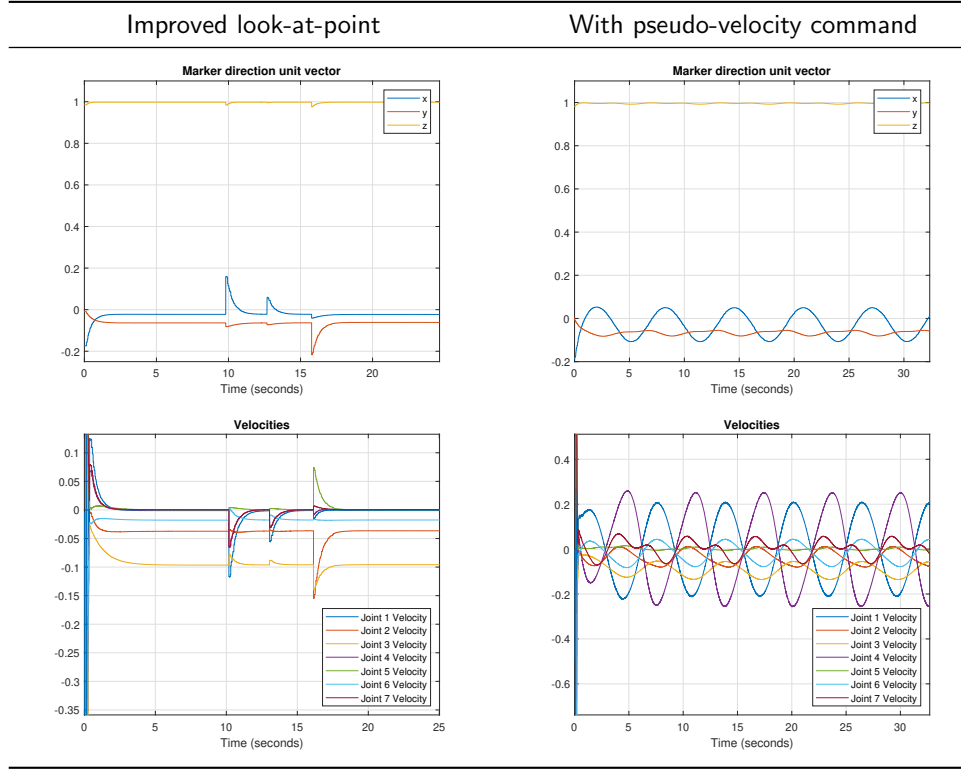 Improved look-at-point With pseudo-velocity command
Marker direction unit vector
x
y
z
1
0.8
0.6
0.4
0.2
0
-0.2
0 5 10 15 20
Time (seconds)
Marker direction unit vector
x
y
z
1
0.8
0.6
0.4
0.2
0
-0.2
0 5 10 15 20 25 30
Time (seconds)
Velocities
0.1
0.05
0
-0.05
-0.1
-0.15
-0.2
-0.25
-0.3
-0.35
Joint 1 Velocity
Joint 2 Velocity
Joint 3 Velocity
Joint 4 Velocity
Joint 5 Velocity
Joint 6 Velocity
Joint 7 Velocity
0 5 10 15 20 25
Time (seconds)
Velocities
0.4
0.2
0
-0.2
-0.4
-0.6
Joint 1 Velocity
Joint 2 Velocity
Joint 3 Velocity
Joint 4 Velocity
Joint 5 Velocity
Joint 6 Velocity
Joint 7 Velocity
0 5 10 15 20 25 30
Time (seconds)